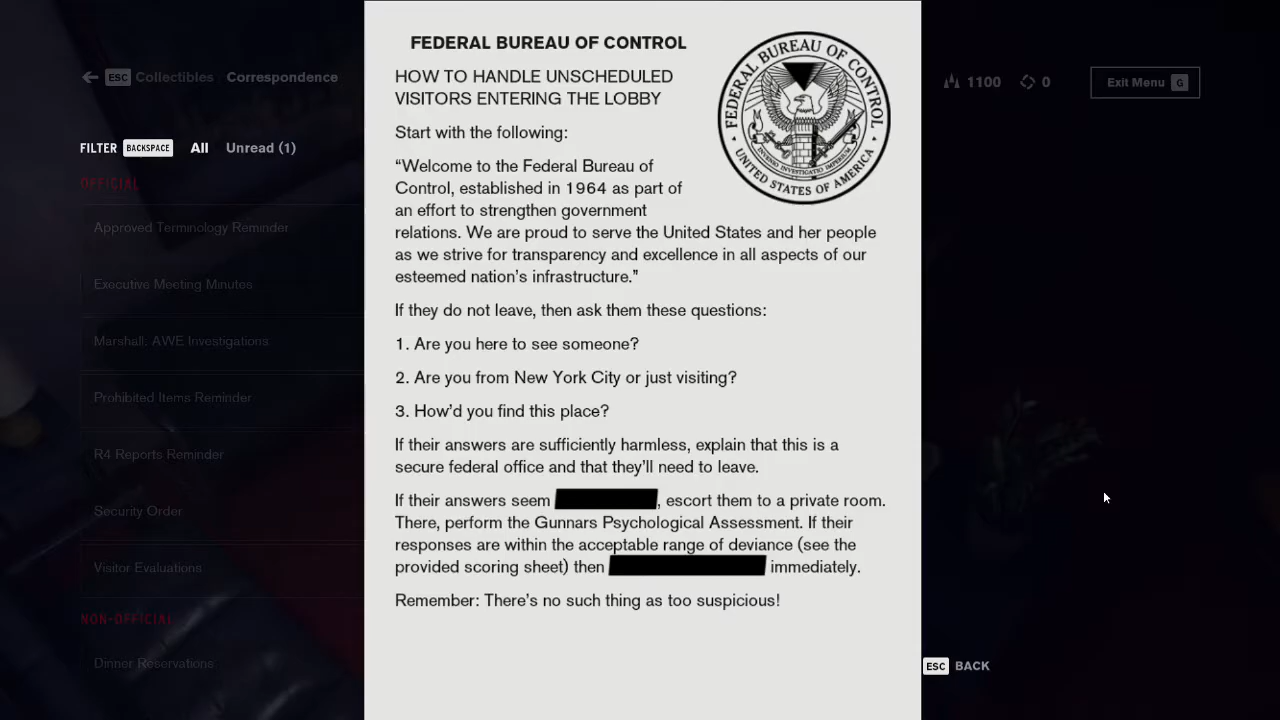 FEDERAL BUREAU OF CONTROL
HOW TO HANDLE UNSCHEDULED
VISITORS ENTERING THE LOBBY
Start with the following:
“Welcome to the Federal Bureau of
Control, established in 1964 as part of
an effort to strengthen government
relations. We are proud to serve the United States and her people
as we strive for transparency and excellence in all aspects of our
esteemed nation’s infrastructure.”
If they do not leave, then ask them these questions:
1. Are you here to see someone?
2. Are you from New York City or just visiting?
3. How’d you find this place?
If their answers are sufficiently harmless, explain that this is a
secure federal office and that they’ll need to leave.
If their answers seem , escort them to a private room.
There, perform the Gunnars Psychological Assessment. If their
responses are within the acceptable range of deviance (see the
provided scoring sheet) then immediately.
Remember: There’s no such thing as too suspicious!
FEDERAL BUREAU OF CONTROL
INVENIO INVESTIGATIO IMPERIUM
UNITED STATES OF AMERICA
ESC Collectibles Correspondence
1100 0 Exit Menu G
FILTER BACKSPACE All Unread (1)
OFFICIAL
Approved Terminology Reminder
Executive Meeting Minutes
Marshall: AWE Investigations
Prohibited Items Reminder
R4 Reports Reminder
Security Order
Visitor Evaluations
NON-OFFICIAL
Dinner Reservations
ESC BACK